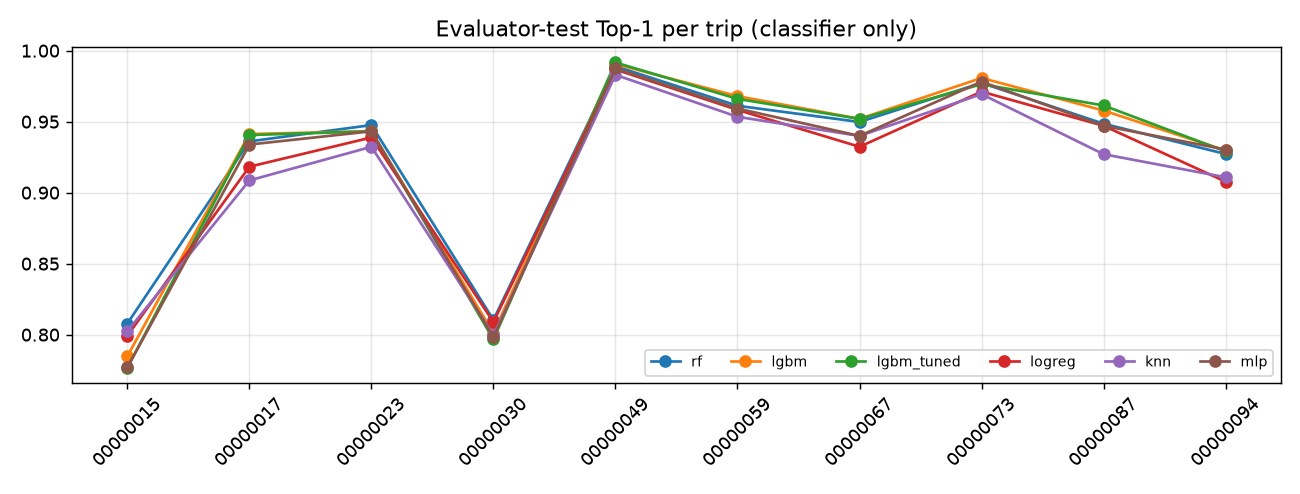 Evaluator-test Top-1 per trip (classifier only)
1.00
0.95
0.90
0.85
0.80
rf lgbm lgbm_tuned logreg knn mlp
00000015 00000017 00000023 00000030 00000049 00000059 00000067 00000073 00000087 00000094